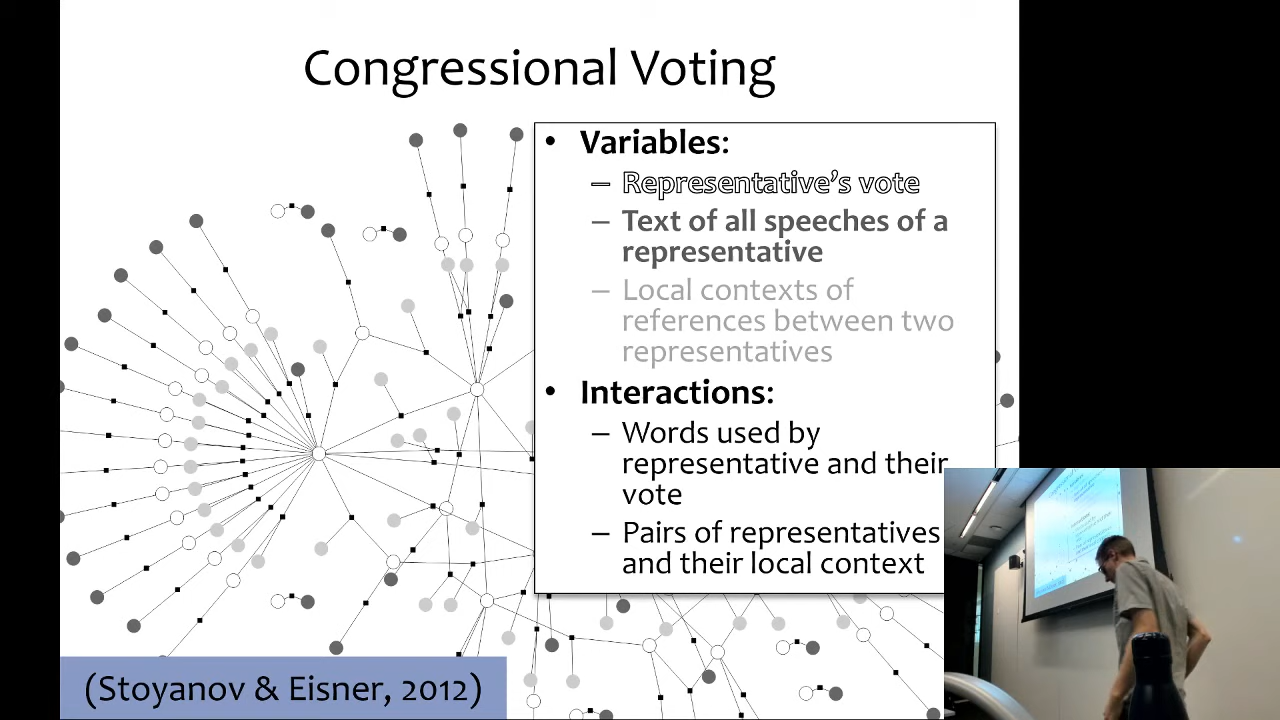 Congressional Voting
• Variables:
– Representative's vote
– Text of all speeches of a
representative
– Local contexts of
references between two
representatives
• Interactions:
– Words used by
representative and their
vote
– Pairs of representatives
and their local context
(Stoyanov & Eisner, 2012)